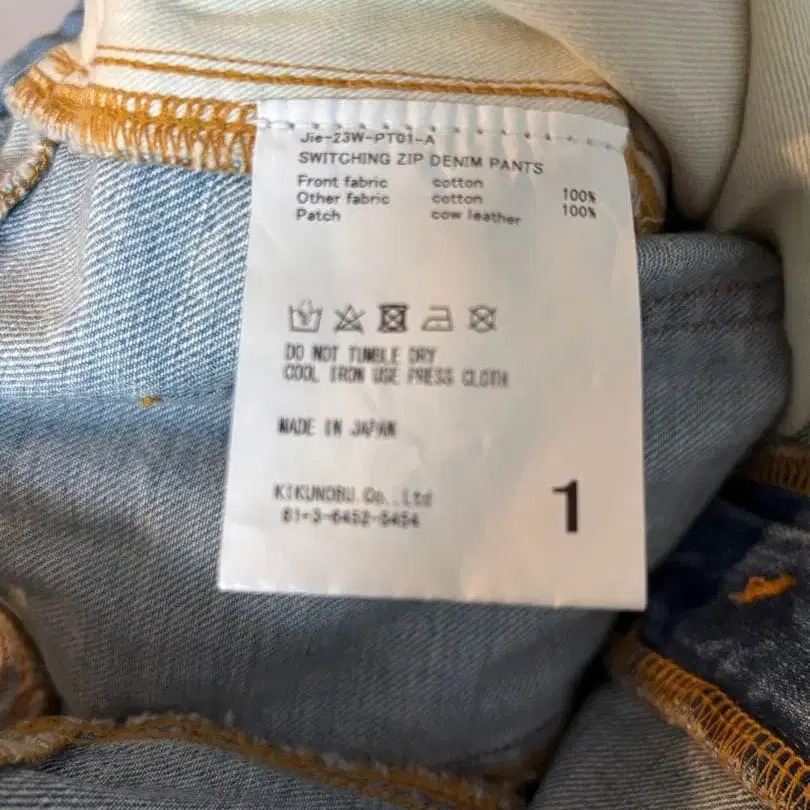 Jie-23W-PT01-A
SWITCHING ZIP DENIM PANTS
Front fabric cotton
Other fabric cotton 100%
Patch cow leather 100%
DO NOT TUMBLE DRY
COOL IRON USE PRESS CLOTH
MADE IN JAPAN
KIKUNOBU.Co.,Ltd
81-3-6452-5454
1